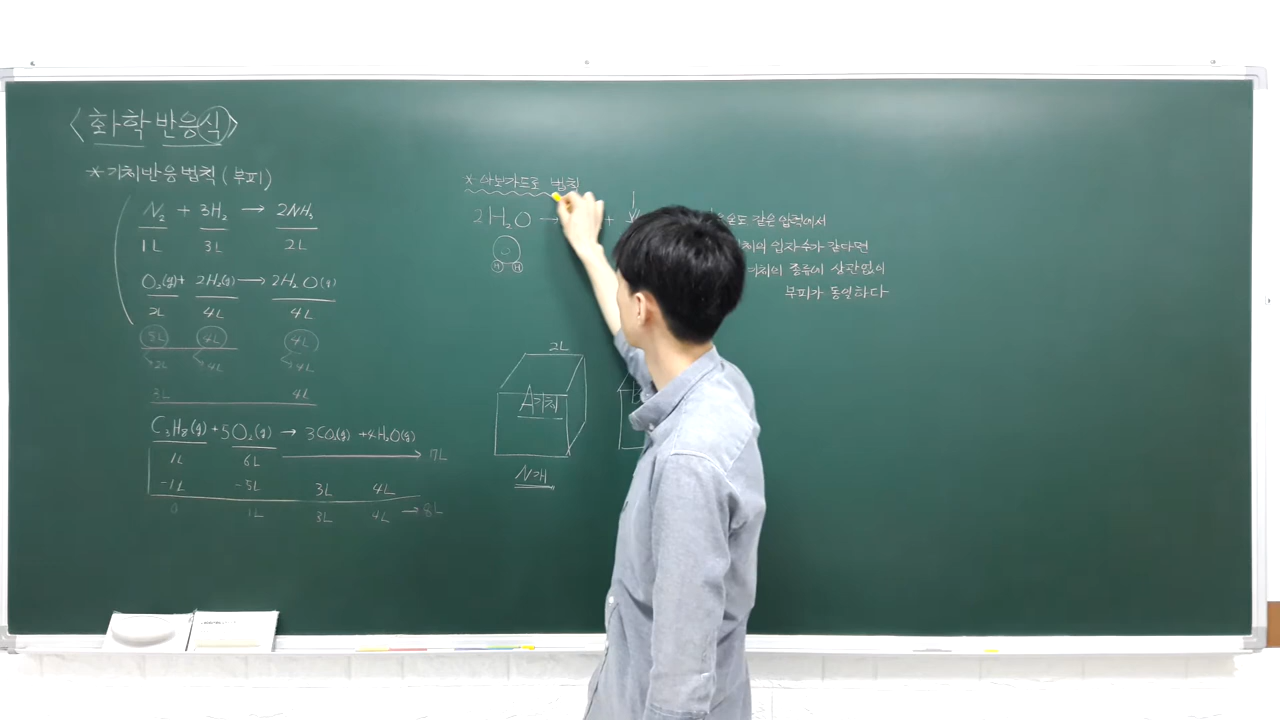 <화학 반응식>
* 기체반응 법칙 (부피)
N₂ + 3H₂ → 2NH₃
1L 3L 2L
O₂(g) + 2H₂(g) → 2H₂O(g)
2L 4L 4L
8L 4L 4L
2L 4L 4L
3L 4L
C₃H₈(g) + 5O₂(g) → 3CO₂(g) + 4H₂O(g)
1L 6L 7L
-1L -5L 3L 4L
0 1L 3L 4L → 8L
* 아보가드로 법칙
2H₂O → +
O
H H
온도, 같은 압력에서
기체의 입자수가 같다면
기체의 종류에 상관없이
부피가 동일하다
2L
A기체
N개